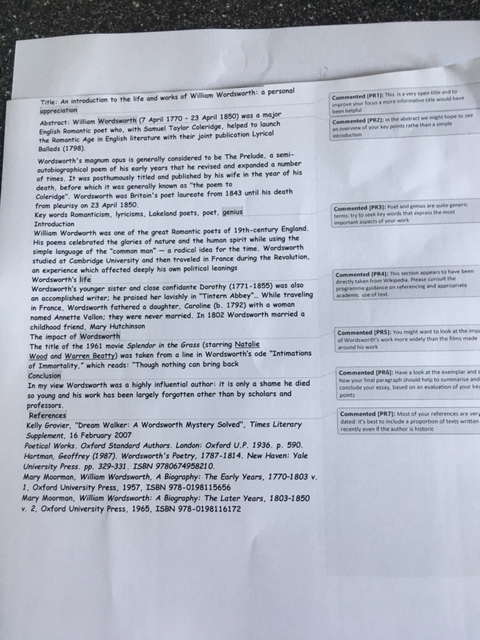 Title: An introduction to the life and works of William Wordsworth: a personal
appreciation
Abstract: William Wordsworth (7 April 1770 - 23 April 1850) was a major
English Romantic poet who, with Samuel Taylor Coleridge, helped to launch
the Romantic Age in English literature with their joint publication Lyrical
Ballads (1798).
Wordsworth's magnum opus is generally considered to be The Prelude, a semi-
autobiographical poem of his early years that he revised and expanded a number
of times. It was posthumously titled and published by his wife in the year of his
death, before which it was generally known as "the poem to
Coleridge". Wordsworth was Britain's poet laureate from 1843 until his death
from pleurisy on 23 April 1850.
Key words Romanticism, lyricisms, Lakeland poets, poet, genius
Introduction
William Wordworth was one of the great Romantic poets of 19th-century England.
His poems celebrated the glories of nature and the human spirit while using the
simple language of the "common man" — a radical idea for the time. Wordsworth
studied at Cambridge University and then traveled in France during the Revolution,
an experience which affected deeply his own political leanings
Wordsworth's life
Wordsworth's younger sister and close confidante Dorothy (1771-1855) was also
an accomplished writer; he praised her lavishly in "Tintern Abbey"... While traveling
in France, Wordsworth fathered a daughter, Caroline (b. 1792) with a woman
named Annette Vallon; they were never married. In 1802 Wordsworth married a
childhood friend, Mary Hutchinson
The impact of Wordsworth
The title of the 1961 movie Splendor in the Grass (starring Natalie
Wood and Warren Beatty) was taken from a line in Wordsworth's ode "Intimations
of Immortality," which reads: "Though nothing can bring back
Conclusion
In my view Wordsworth was a highly influential author: it is only a shame he died
so young and his work has been largely forgotten other than by scholars and
professors.
References
Kelly Grovier, "Dream Walker: A Wordsworth Mystery Solved", Times Literary
Supplement, 16 February 2007
Poetical Works. Oxford Standard Authors. London: Oxford U.P. 1936. p. 590.
Hartman, Geoffrey (1987). Wordsworth's Poetry, 1787-1814. New Haven: Yale
University Press. pp. 329-331. ISBN 9780674958210.
Mary Moorman, William Wordsworth, A Biography: The Early Years, 1770-1803 v.
1, Oxford University Press, 1957, ISBN 978-0198115656
Mary Moorman, William Wordsworth: A Biography: The Later Years, 1803-1850
v. 2, Oxford University Press, 1965, ISBN 978-0198116172
Commented [PR1]: This is a very open title and to
improve your focus a more informative title would have
been helpful
Commented [PR2]: In the abstract we might hope to see
an overview of your key points rather than a simple
introduction
Commented [PR3]: Poet and genius are quite generic
terms: try to seek key words that express the most
important aspects of your work
Commented [PR4]: This section appears to have been
directly taken from Wikipedia. Please consult the
programme guidance on referencing and appropriate
academic use of text.
Commented [PR5]: You might want to look at the
of Wordsworth's work more widely than the films made
around his work
Commented [PR6]: Have a look at the exemplar and
how your final paragraph should help to summarise and
conclude your essay, based on an evaluation of your key
points
Commented [PR7]: Most of your references are very
dated: it's best to include a proportion of texts written
recently even if the author is historic